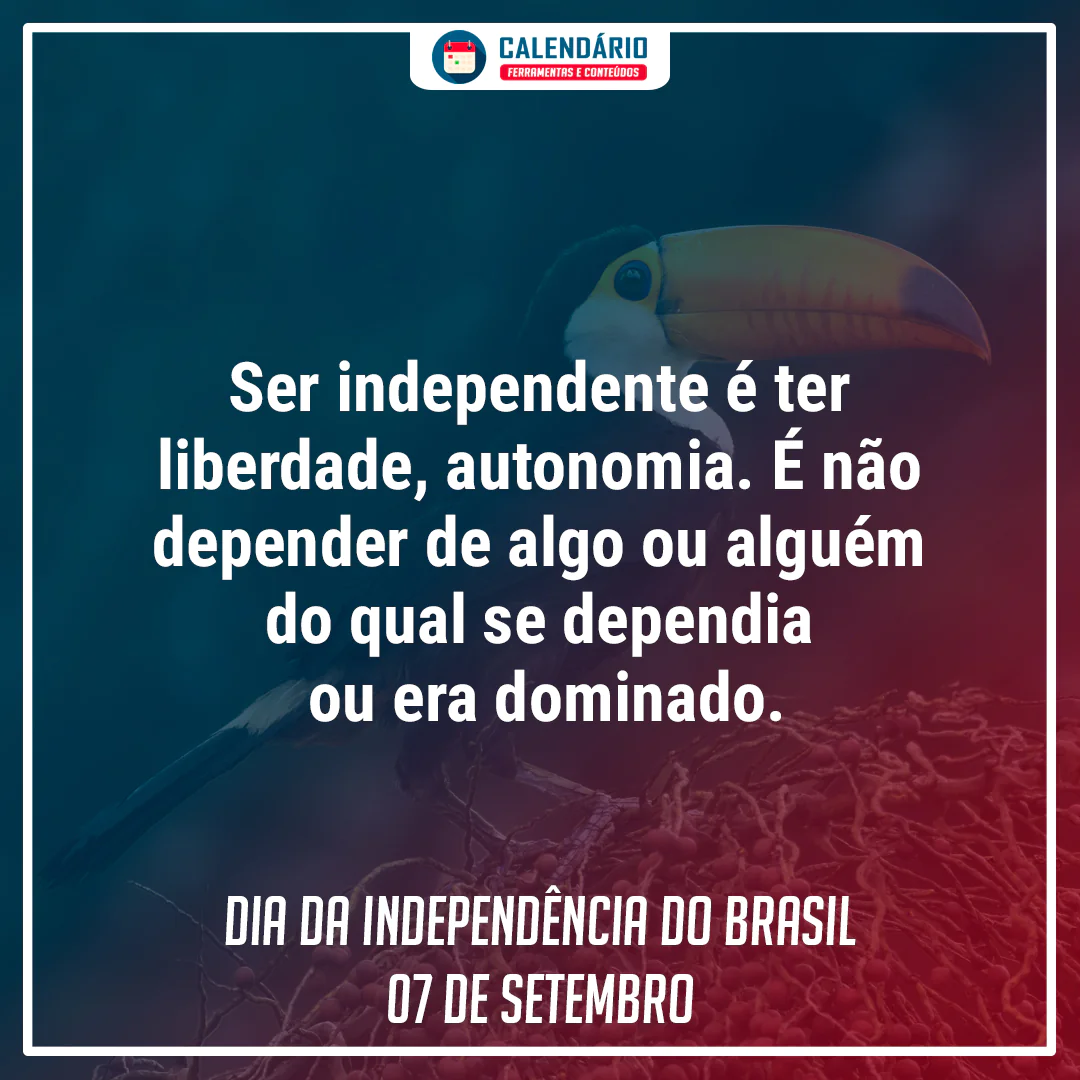 CALENDÁRIO
FERRAMENTAS E CONTEÚDOS
Ser independente é ter
liberdade, autonomia. É não
depender de algo ou alguém
do qual se dependia
ou era dominado.
DIA DA INDEPENDÊNCIA DO BRASIL
07 DE SETEMBRO